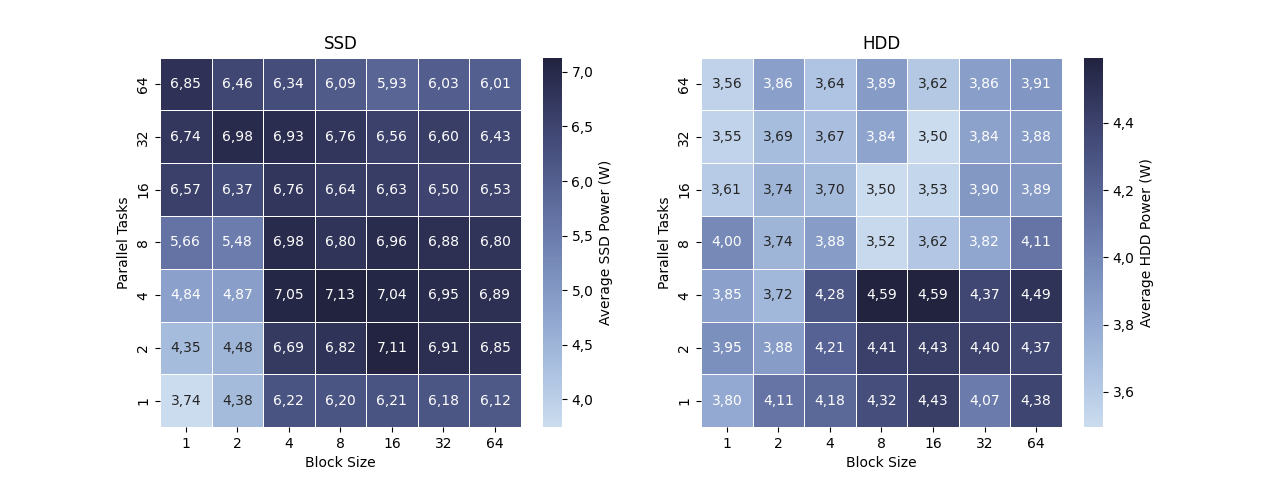 SSD
64 6,85 6,46 6,34 6,09 5,93 6,03 6,01
32 6,74 6,98 6,93 6,76 6,56 6,60 6,43
16 6,57 6,37 6,76 6,64 6,63 6,50 6,53
8 5,66 5,48 6,98 6,80 6,96 6,88 6,80
4 4,84 4,87 7,05 7,13 7,04 6,95 6,89
2 4,35 4,48 6,69 6,82 7,11 6,91 6,85
1 3,74 4,38 6,22 6,20 6,21 6,18 6,12
1 2 4 8 16 32 64
Block Size
Parallel Tasks
7,0
6,5
6,0
5,5
5,0
4,5
4,0
Average SSD Power (W)
HDD
64 3,56 3,86 3,64 3,89 3,62 3,86 3,91
32 3,55 3,69 3,67 3,84 3,50 3,84 3,88
16 3,61 3,74 3,70 3,50 3,53 3,90 3,89
8 4,00 3,74 3,88 3,52 3,62 3,82 4,11
4 3,85 3,72 4,28 4,59 4,59 4,37 4,49
2 3,95 3,88 4,21 4,41 4,43 4,40 4,37
1 3,80 4,11 4,18 4,32 4,43 4,07 4,38
1 2 4 8 16 32 64
Block Size
Parallel Tasks
4,4
4,2
4,0
3,8
3,6
Average HDD Power (W)